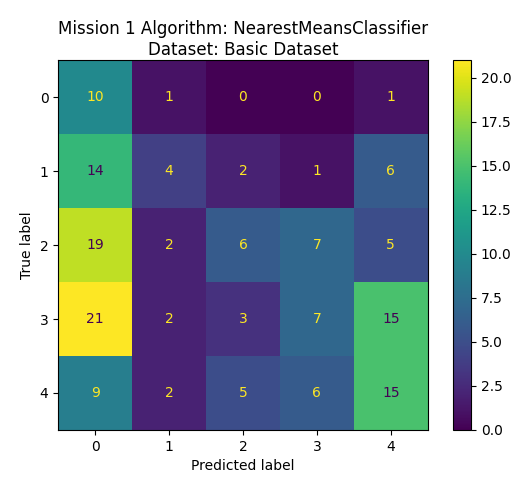 Mission 1 Algorithm: NearestMeansClassifier
Dataset: Basic Dataset
True label
0 10 1 0 0 1
1 14 4 2 1 6
2 19 2 6 7 5
3 21 2 3 7 15
4 9 2 5 6 15
0 1 2 3 4
Predicted label
20.0
17.5
15.0
12.5
10.0
7.5
5.0
2.5
0.0